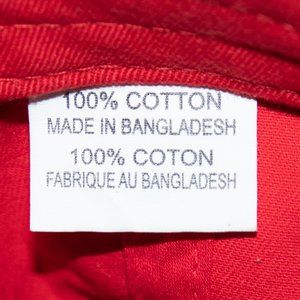 100% COTTON
MADE IN BANGLADESH
100% COTON
FABRIQUE AU BANGLADESH